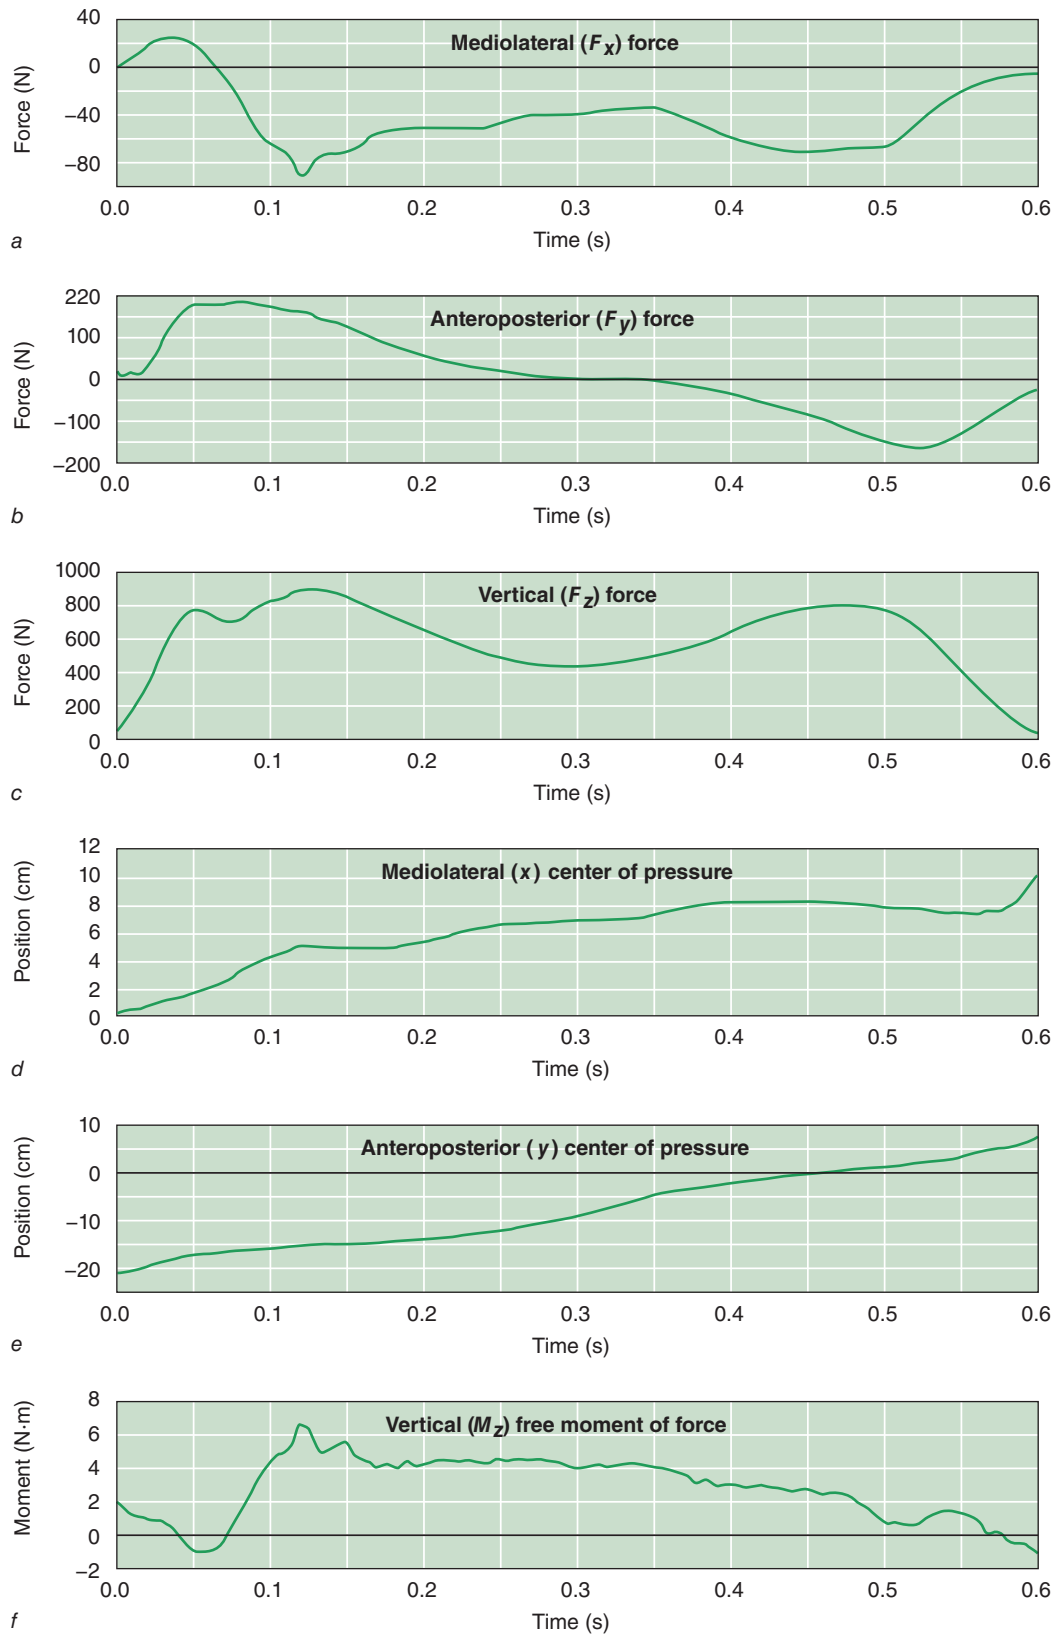 40
Mediolateral (Fx) force
0
−40
−80
Force (N)
0.0 0.1 0.2 0.3 0.4 0.5 0.6
a
Time (s)
220
Anteroposterior (Fy) force
100
0
−100
−200
Force (N)
0.0 0.1 0.2 0.3 0.4 0.5 0.6
b
Time (s)
1000
Vertical (Fz) force
800
600
400
200
0
Force (N)
0.0 0.1 0.2 0.3 0.4 0.5 0.6
c
Time (s)
12
Mediolateral (x) center of pressure
10
8
6
4
2
0
Position (cm)
0.0 0.1 0.2 0.3 0.4 0.5 0.6
d
Time (s)
10
Anteroposterior (y) center of pressure
0
−10
−20
Position (cm)
0.0 0.1 0.2 0.3 0.4 0.5 0.6
e
Time (s)
8
Vertical (Mz) free moment of force
6
4
2
0
−2
Moment (N·m)
0.0 0.1 0.2 0.3 0.4 0.5 0.6
f
Time (s)